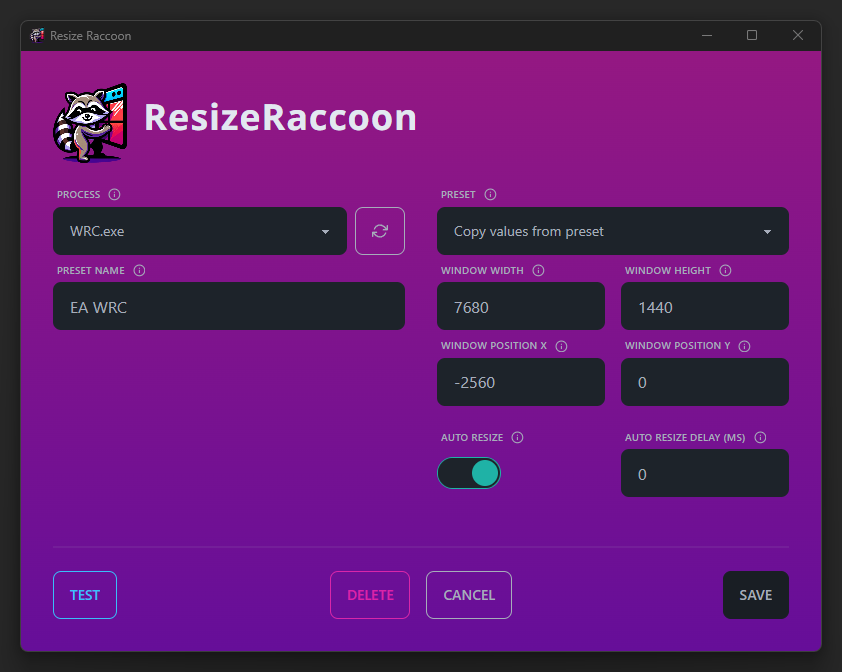 Resize Raccoon
ResizeRaccoon
PROCESS
PRESET
WRC.exe
Copy values from preset
PRESET NAME
WINDOW WIDTH
WINDOW HEIGHT
EA WRC
7680
1440
WINDOW POSITION X
WINDOW POSITION Y
-2560
0
AUTO RESIZE
AUTO RESIZE DELAY (MS)
0
TEST
DELETE
CANCEL
SAVE